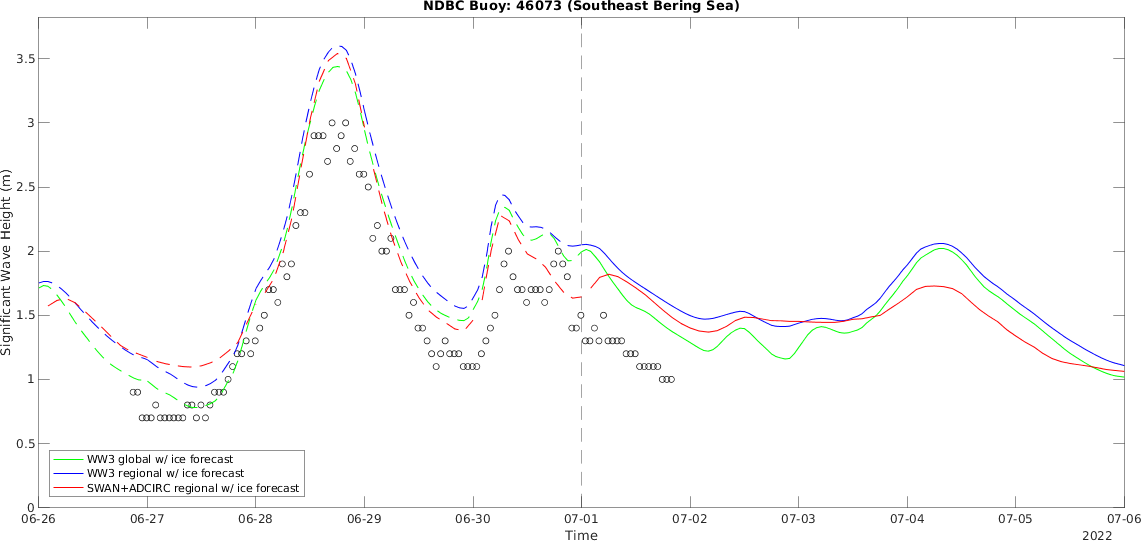 NDBC Buoy: 46073 (Southeast Bering Sea)
Significant Wave Height (m)
3.5
3
2.5
2
1.5
1
0.5
0
WW3 global w/ ice forecast
WW3 regional w/ ice forecast
SWAN+ADCIRC regional w/ ice forecast
06-26 06-27 06-28 06-29 06-30 07-01 07-02 07-03 07-04 07-05 07-06
Time
2022